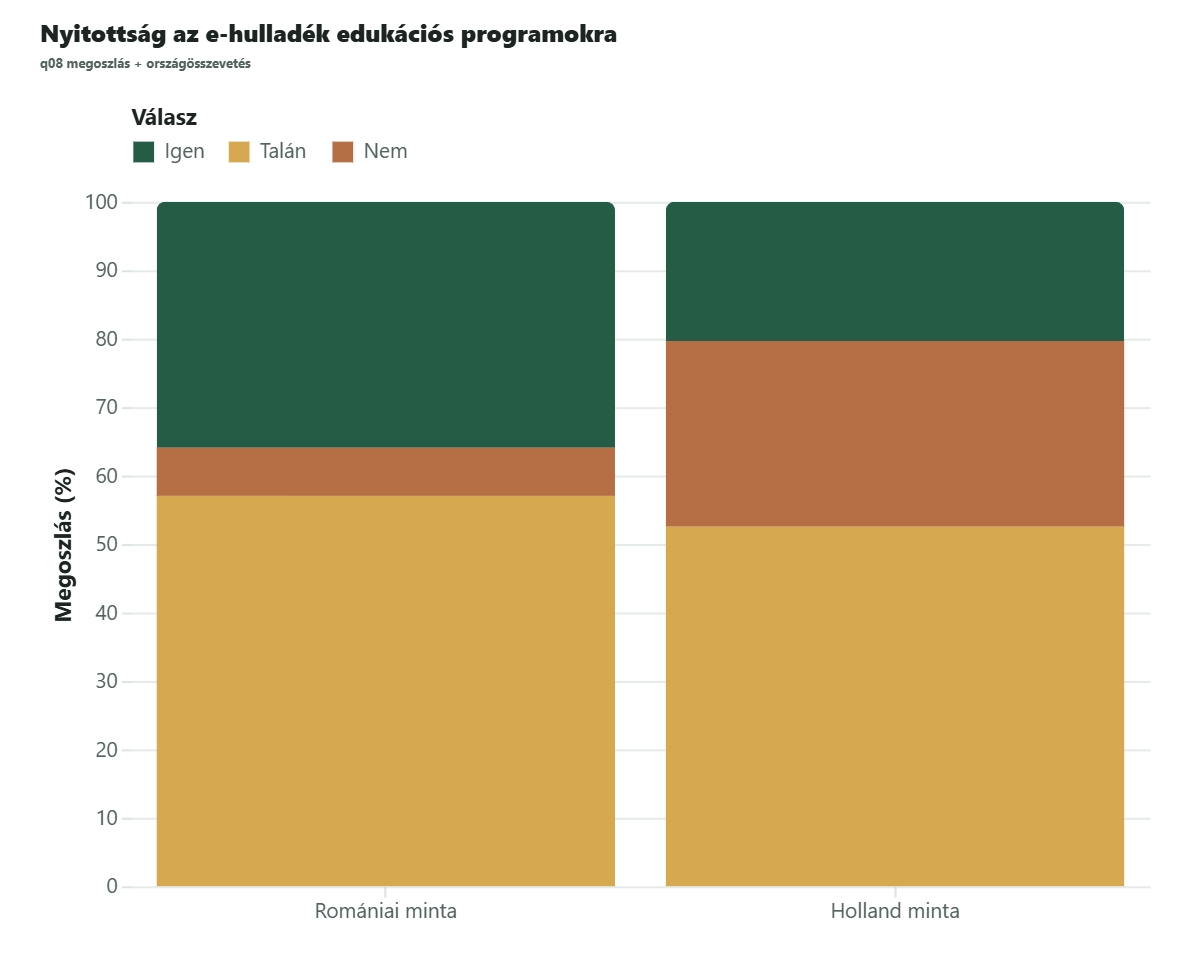 Nyitottság az e-hulladék edukációs programokra
q08 megoszlás + országösszevetés
Válasz
Igen Talán Nem
Megoszlás (%)
100
90
80
70
60
50
40
30
20
10
0
Romániai minta Holland minta